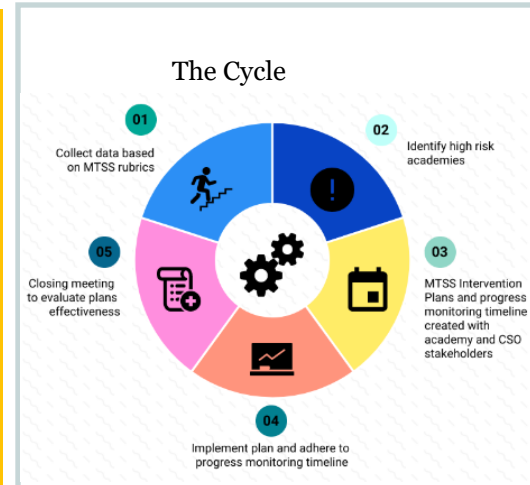 The Cycle
01
Collect data based
on MTSS rubrics
02
Identify high risk
academies
03
MTSS Intervention
Plans and progress
monitoring timeline
created with
academy and CSO
stakeholders
04
Implement plan and adhere to
progress monitoring timeline
05
Closing meeting
to evaluate plans
effectiveness